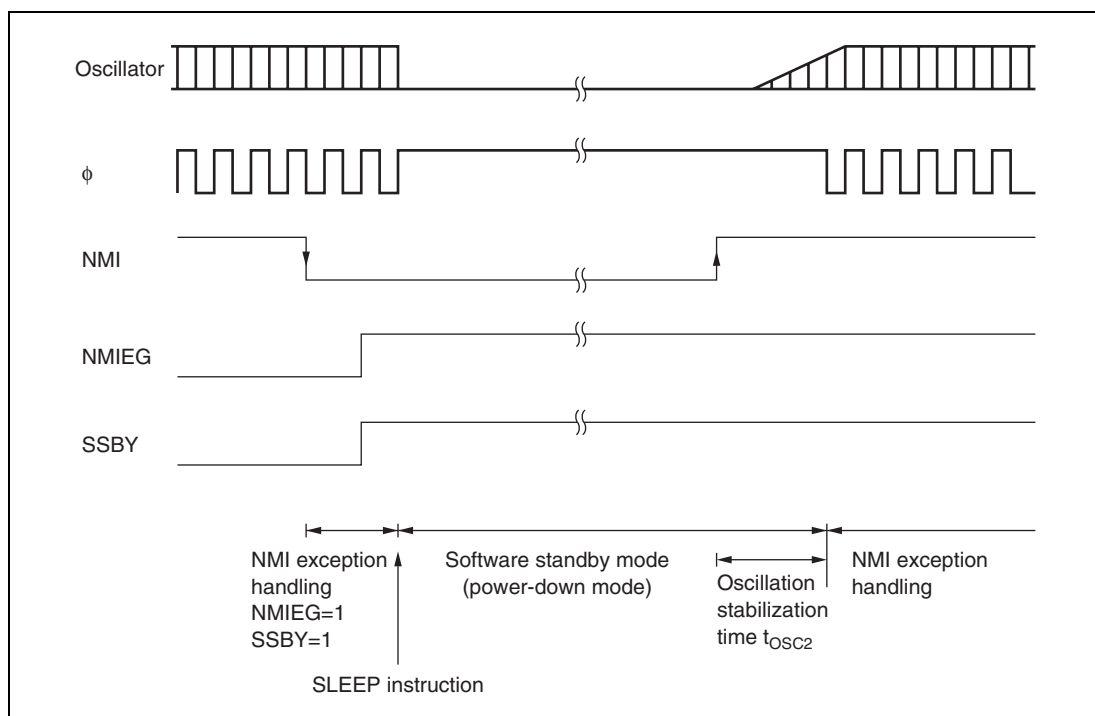 Oscillator
ϕ
NMI
NMIEG
SSBY
NMI exception
handling
NMIEG=1
SSBY=1
Software standby mode
(power-down mode)
Oscillation
stabilization
time tOSC2
NMI exception
handling
SLEEP instruction